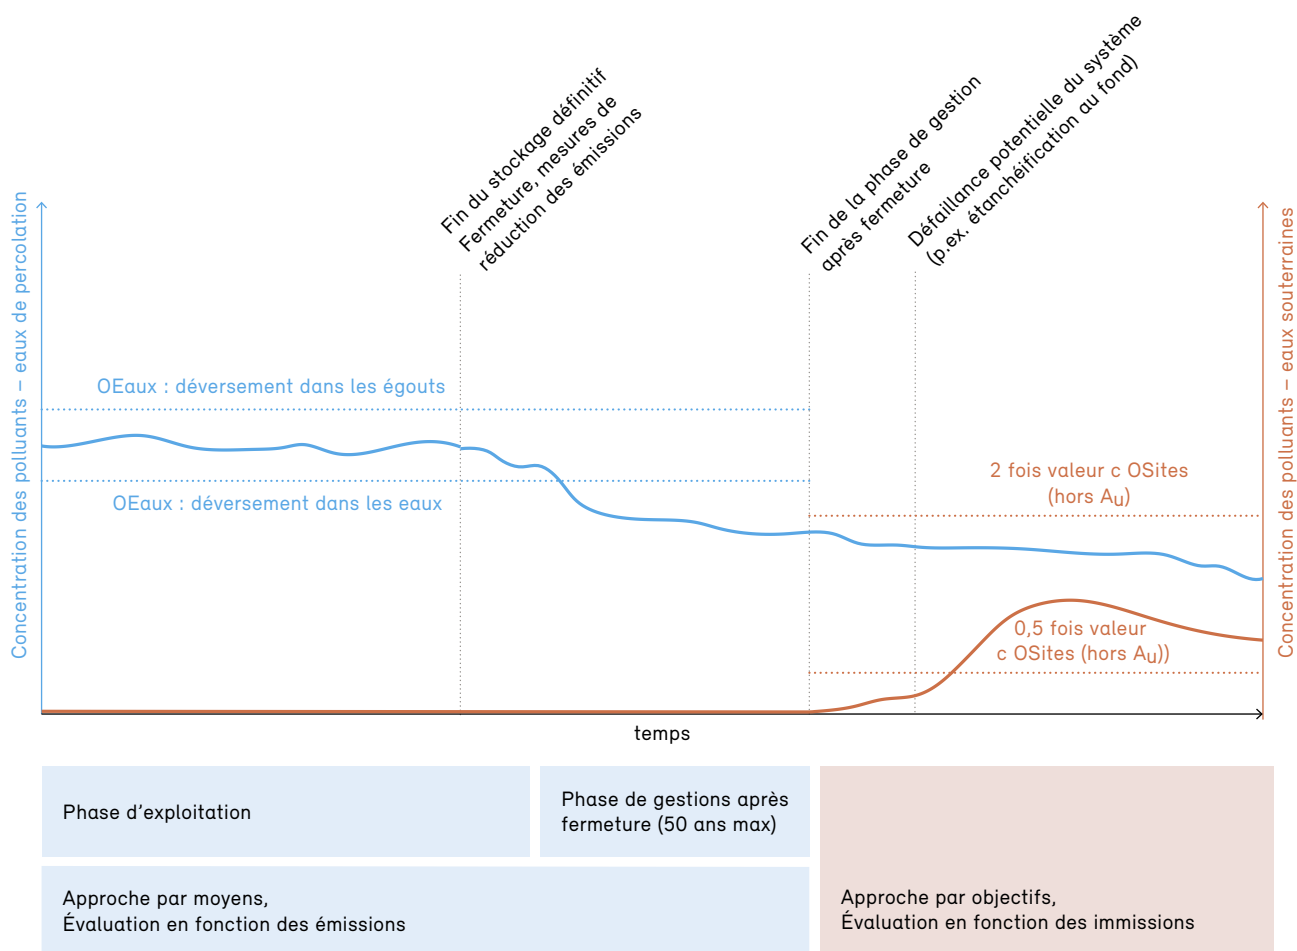 Fin du stockage définitif
Fermeture, mesures de
réduction des émissions
Fin de la phase de gestion
après fermeture
Défaillance potentielle du système
(p.ex. étanchéification au fond)
Concentration des polluants – eaux de percolation
Concentration des polluants – eaux souterraines
OEaux : déversement dans les égouts
OEaux : déversement dans les eaux
2 fois valeur c OSites
(hors Au)
0,5 fois valeur
c OSites (hors Au))
temps
Phase d’exploitation
Phase de gestions après
fermeture (50 ans max)
Approche par moyens,
Évaluation en fonction des émissions
Approche par objectifs,
Évaluation en fonction des immissions